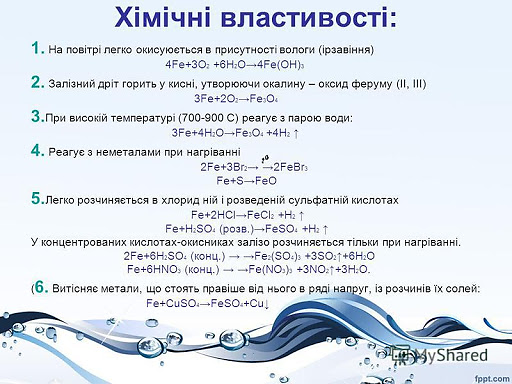 Хімічні властивості:
1. На повітрі легко окисуюється в присутності вологи (ірзавіння)
4Fe+3O₂ +6H₂O→4Fe(OH)₃
2. Залізний дріт горить у кисні, утворюючи окалину – оксид феруму (II, III)
3Fe+2O₂→Fe₃O₄
3.При високій температурі (700-900 С) реагує з парою води:
3Fe+4H₂O→Fe₃O₄ +4H₂ ↑
4. Реагує з неметалами при нагріванні
t°
2Fe+3Br₂→ →2FeBr₃
Fe+S→FeO
5.Легко розчиняється в хлорид ній і розведеній сульфатній кислотах
Fe+2HCl→FeCl₂ +H₂ ↑
Fe+H₂SO₄ (розв.)→FeSO₄ +H₂ ↑
У концентрованих кислотах-окисниках залізо розчиняється тільки при нагріванні.
2Fe+6H₂SO₄ (конц.) → →Fe₂(SO₄)₃ +3SO₂↑+6H₂O
Fe+6HNO₃ (конц.) → →Fe(NO₃)₃ +3NO₂↑+3H₂O.
(6. Витісняє метали, що стоять правіше від нього в ряді напруг, із розчинів їх солей:
Fe+CuSO₄→FeSO₄+Cu↓
MyShared
fppt.com